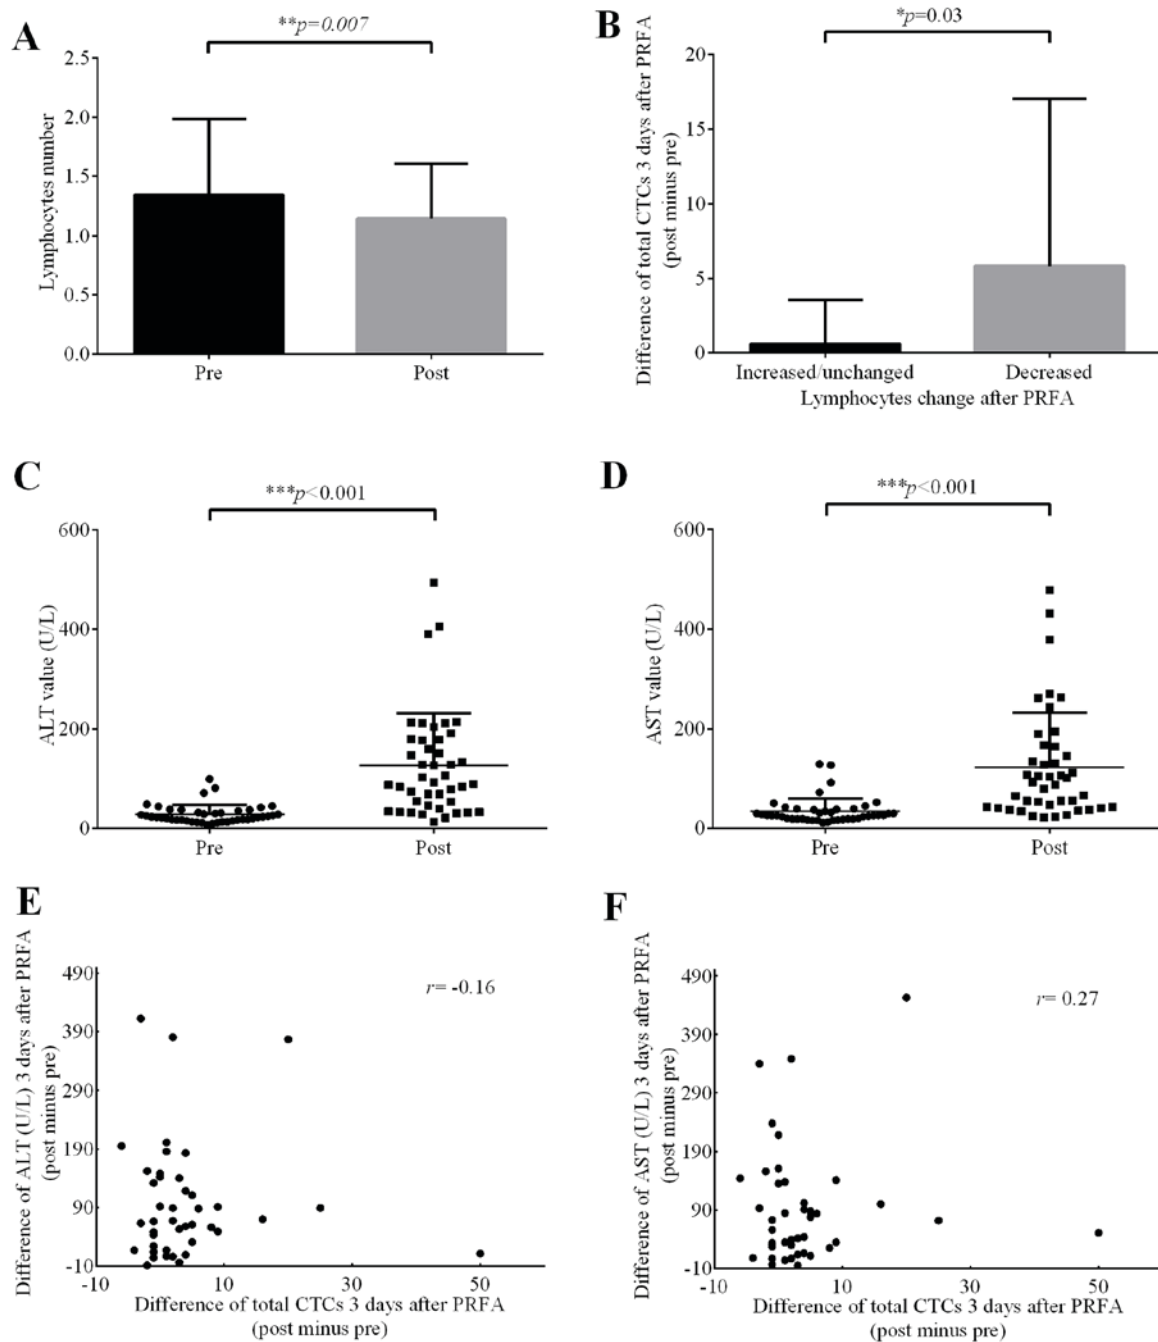 A
**p=0.007
Lymphocytes number
2.5
2.0
1.5
1.0
0.5
0.0
Pre
Post
B
*p=0.03
Difference of total CTCs 3 days after PRFA
(post minus pre)
20
15
10
5
0
Increased/unchanged
Decreased
Lymphocytes change after PRFA
C
***p<0.001
ALT value (U/L)
600
400
200
0
Pre
Post
D
***p<0.001
AST value (U/L)
600
400
200
0
Pre
Post
E
Difference of ALT (U/L) 3 days after PRFA
(post minus pre)
490
390
290
190
90
-10
r= -0.16
-10
10
30
50
Difference of total CTCs 3 days after PRFA
(post minus pre)
F
Difference of AST (U/L) 3 days after PRFA
(post minus pre)
490
390
290
190
90
-10
r= 0.27
-10
10
30
50
Difference of total CTCs 3 days after PRFA
(post minus pre)